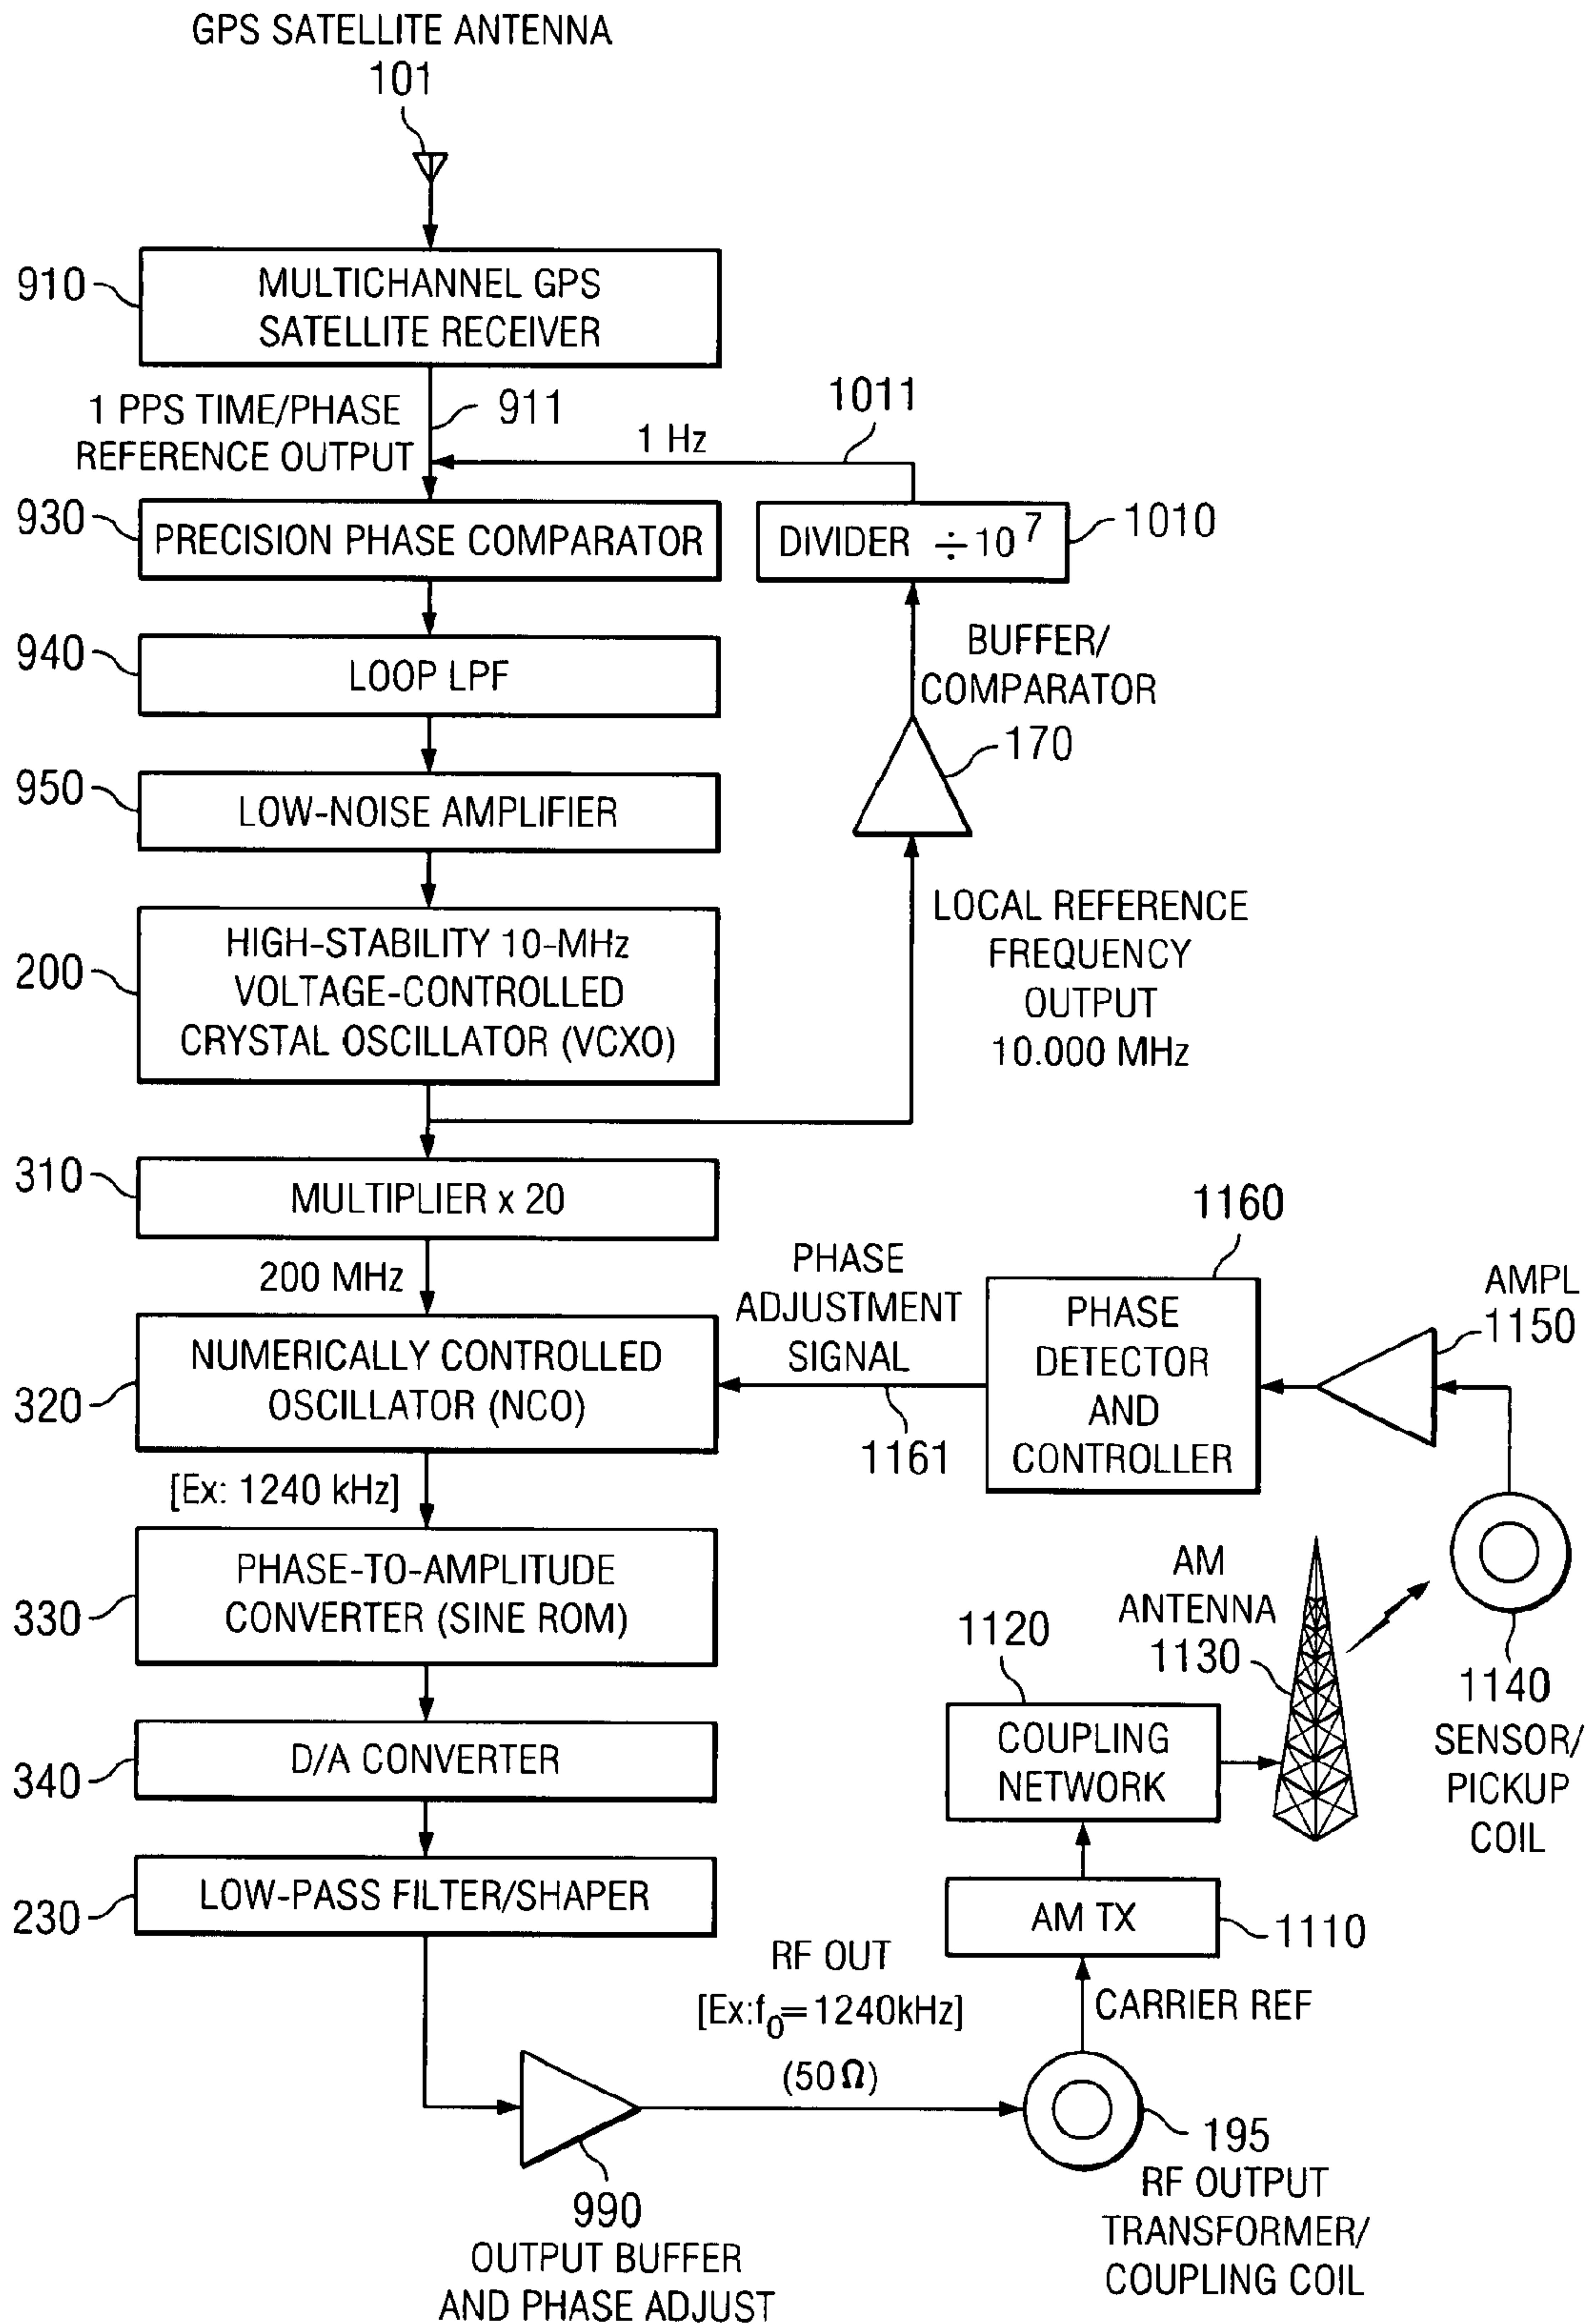 GPS SATELLITE ANTENNA
101
910
MULTICHANNEL GPS
SATELLITE RECEIVER
1 PPS TIME/PHASE
REFERENCE OUTPUT
911
1 Hz
1011
930
PRECISION PHASE COMPARATOR
DIVIDER ÷ 10⁷
1010
940
LOOP LPF
BUFFER/
COMPARATOR
170
950
LOW-NOISE AMPLIFIER
200
HIGH-STABILITY 10-MHz
VOLTAGE-CONTROLLED
CRYSTAL OSCILLATOR (VCXO)
LOCAL REFERENCE
FREQUENCY
OUTPUT
10.000 MHz
310
MULTIPLIER x 20
200 MHz
320
NUMERICALLY CONTROLLED
OSCILLATOR (NCO)
PHASE
ADJUSTMENT
SIGNAL
1161
1160
PHASE
DETECTOR
AND
CONTROLLER
AMPL
1150
[Ex: 1240 kHz]
330
PHASE-TO-AMPLITUDE
CONVERTER (SINE ROM)
AM
ANTENNA
1130
1140
SENSOR/
PICKUP
COIL
1120
COUPLING
NETWORK
340
D/A CONVERTER
230
LOW-PASS FILTER/SHAPER
AM TX
1110
RF OUT
[Ex:f₀=1240kHz]
(50Ω)
CARRIER REF
195
RF OUTPUT
TRANSFORMER/
COUPLING COIL
990
OUTPUT BUFFER
AND PHASE ADJUST